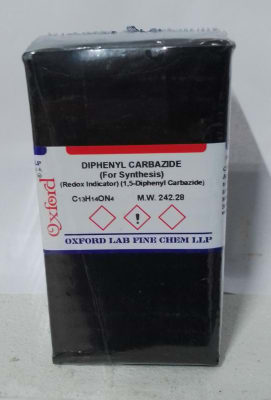 DIPHENYL CARBAZIDE
(For Synthesis)
(Redox Indicator) (1,5-Diphenyl Carbazide)
C₁₃H₁₄ON₄ M.W. 242.28
Oxford
OXFORD LAB FINE CHEM LLP
LLP